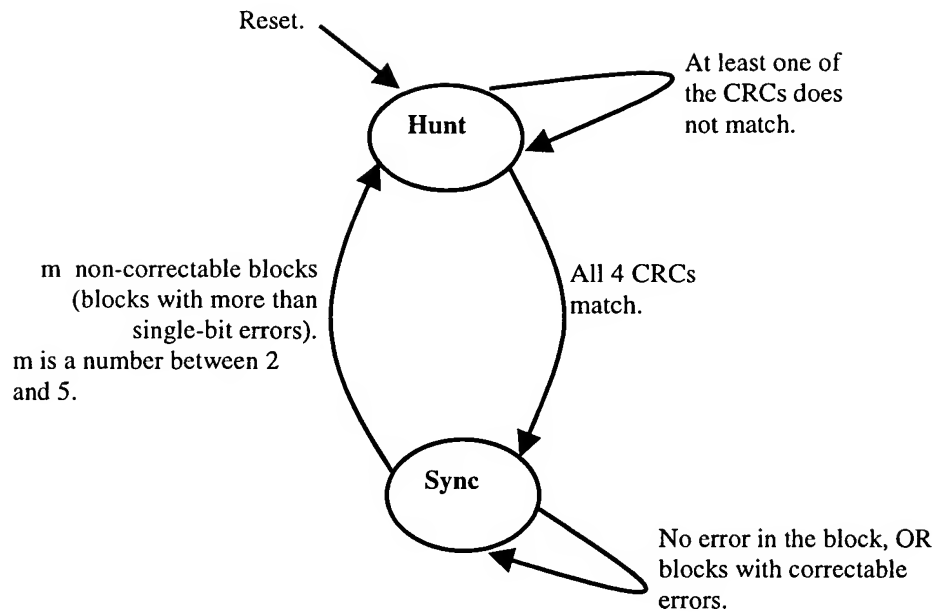 Reset.
At least one of
the CRCs does
not match.
Hunt
m non-correctable blocks
(blocks with more than
single-bit errors).
m is a number between 2
and 5.
All 4 CRCs
match.
Sync
No error in the block, OR
blocks with correctable
errors.